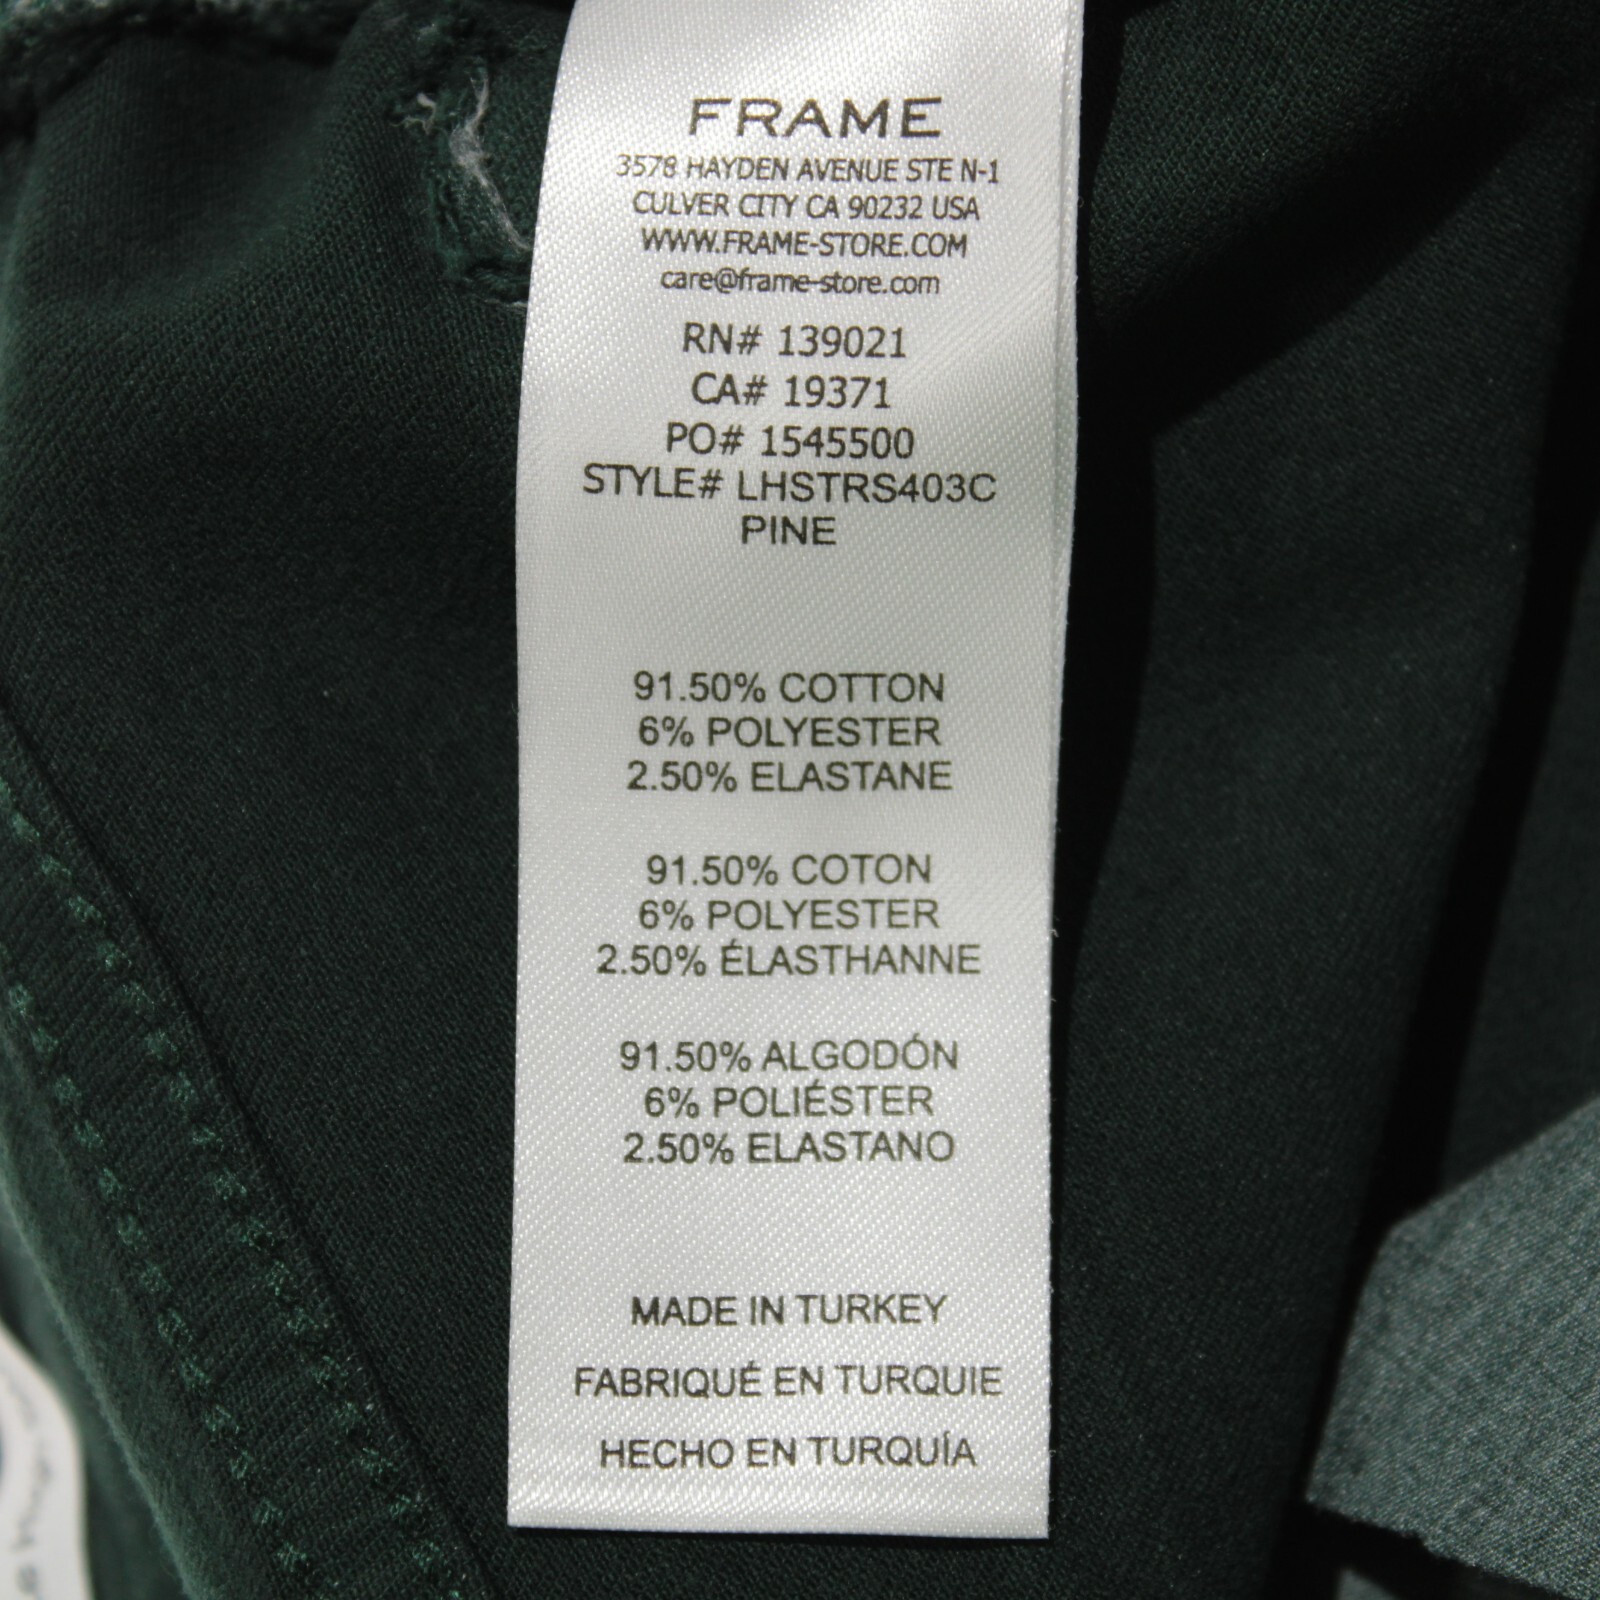 FRAME
3578 HAYDEN AVENUE STE N-1
CULVER CITY CA 90232 USA
WWW.FRAME-STORE.COM
care@frame-store.com
RN# 139021
CA# 19371
PO# 1545500
STYLE# LHSTRS403C
PINE
91.50% COTTON
6% POLYESTER
2.50% ELASTANE
91.50% COTON
6% POLYESTER
2.50% ÉLASTHANNE
91.50% ALGODÓN
6% POLIÉSTER
2.50% ELASTANO
MADE IN TURKEY
FABRIQUÉ EN TURQUIE
HECHO EN TURQUÍA